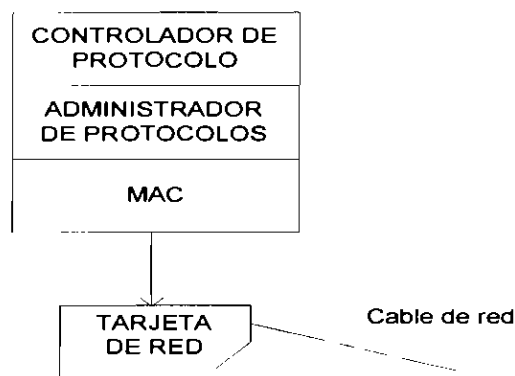 CONTROLADOR DE
PROTOCOLO
ADMINISTRADOR
DE PROTOCOLOS
MAC
TARJETA
DE RED
Cable de red